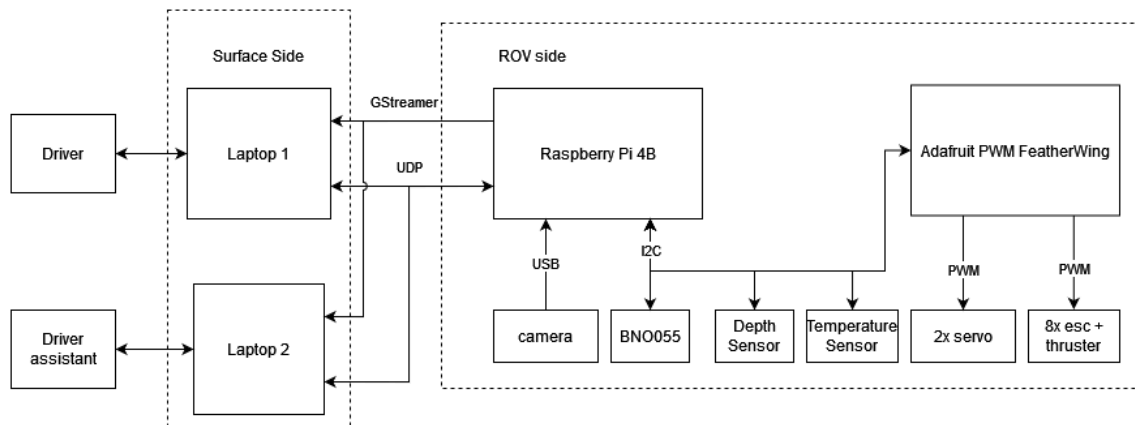 Surface Side
ROV side
GStreamer
Driver
Laptop 1
Raspberry Pi 4B
Adafruit PWM FeatherWing
UDP
USB
I2C
PWM
PWM
Driver
assistant
Laptop 2
camera
BNO055
Depth
Sensor
Temperature
Sensor
2x servo
8x esc +
thruster